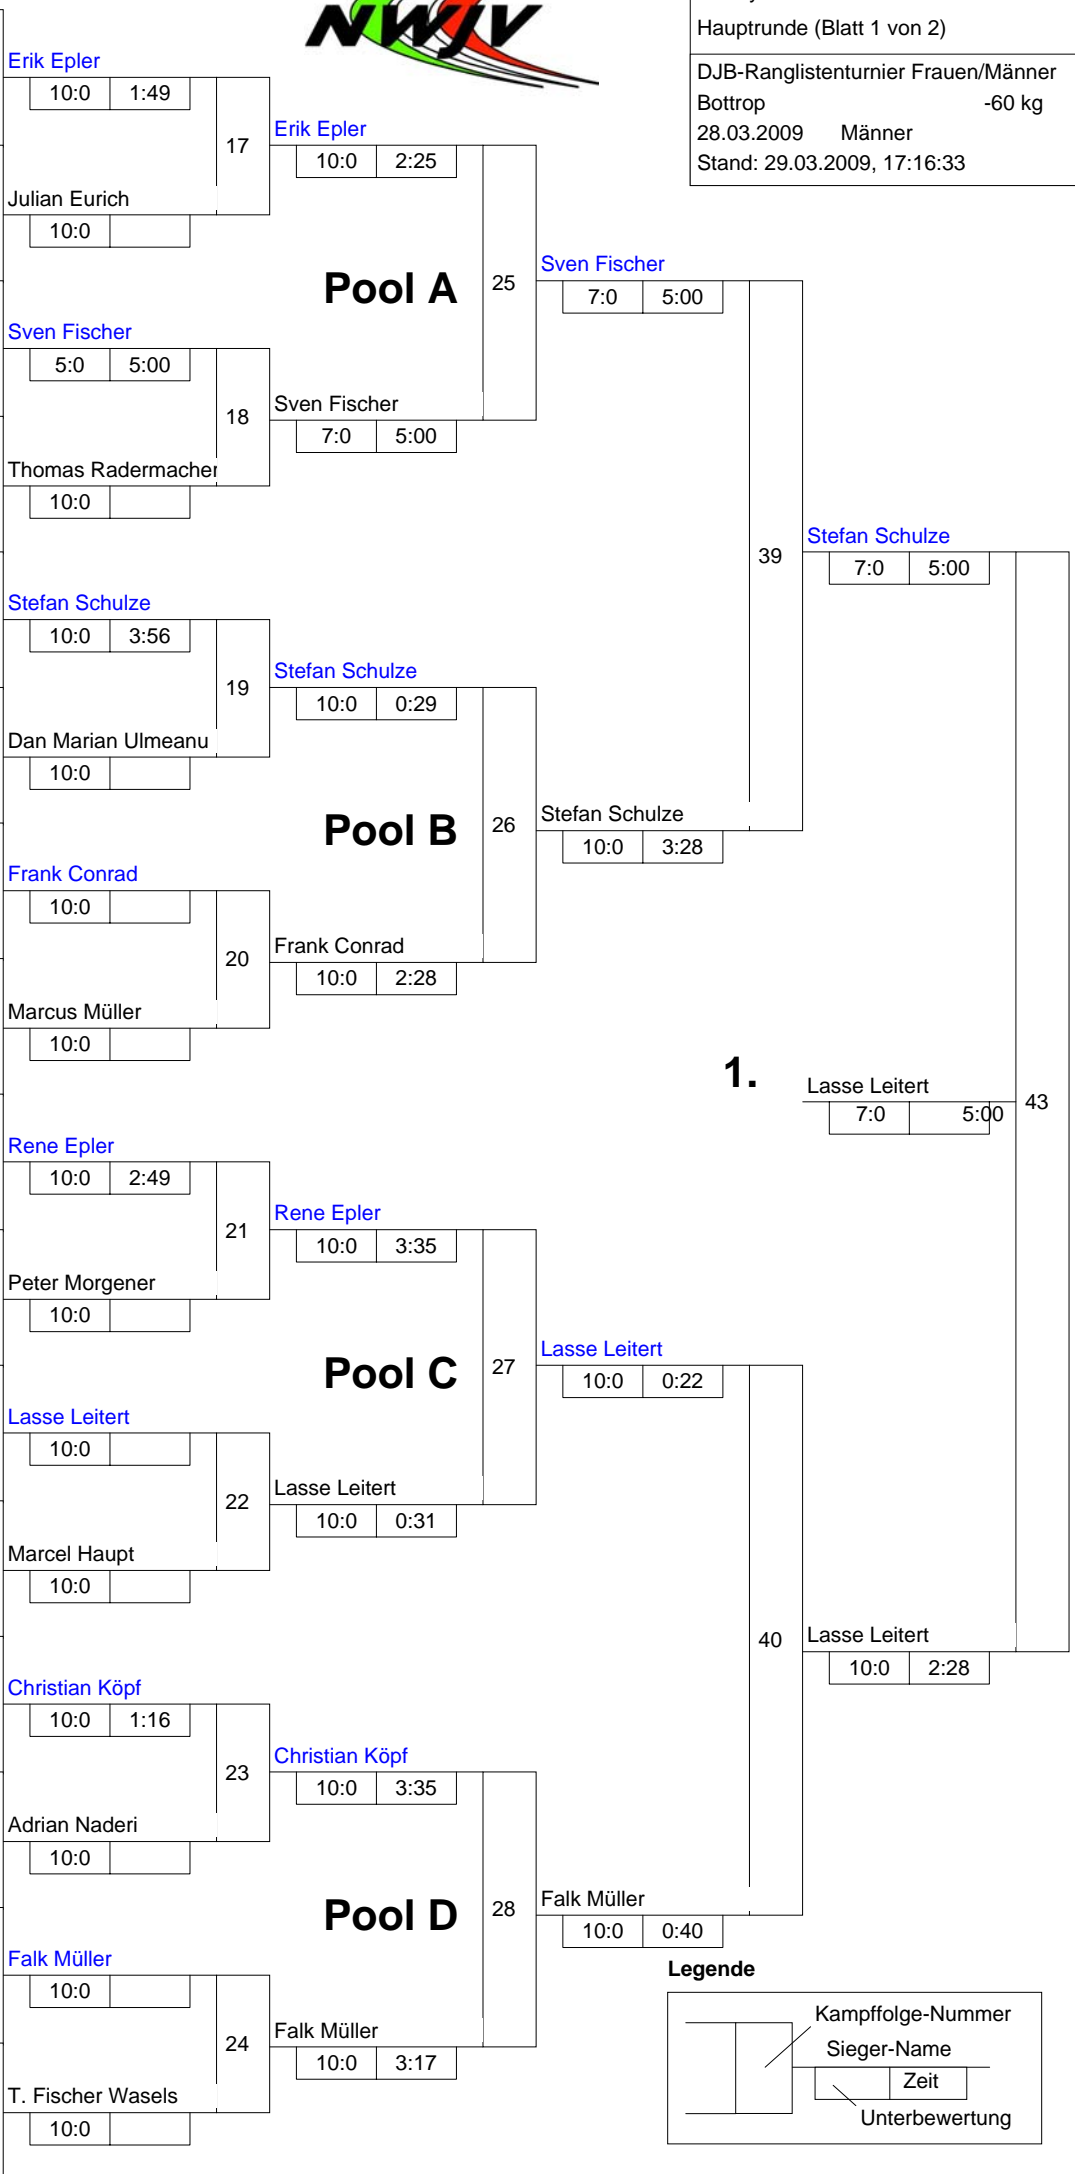 NWJV
Hauptrunde (Blatt 1 von 2)
DJB-Ranglistenturnier Frauen/Männer
Bottrop -60 kg
28.03.2009 Männer
Stand: 29.03.2009, 17:16:33
Erik Epler
10:0 1:49
17
Erik Epler
10:0 2:25
Julian Eurich
10:0
Pool A
25
Sven Fischer
7:0 5:00
Sven Fischer
5:0 5:00
18
Sven Fischer
7:0 5:00
Thomas Radermacher
10:0
39
Stefan Schulze
7:0 5:00
Stefan Schulze
10:0 3:56
19
Stefan Schulze
10:0 0:29
Dan Marian Ulmeanu
10:0
Pool B
26
Stefan Schulze
10:0 3:28
Frank Conrad
10:0
20
Frank Conrad
10:0 2:28
Marcus Müller
10:0
1.
Lasse Leitert
7:0 5:00
43
Rene Epler
10:0 2:49
21
Rene Epler
10:0 3:35
Peter Morgener
10:0
Pool C
27
Lasse Leitert
10:0 0:22
Lasse Leitert
10:0
22
Lasse Leitert
10:0 0:31
Marcel Haupt
10:0
40
Lasse Leitert
10:0 2:28
Christian Köpf
10:0 1:16
23
Christian Köpf
10:0 3:35
Adrian Naderi
10:0
Pool D
28
Falk Müller
10:0 0:40
Falk Müller
10:0
24
Falk Müller
10:0 3:17
T. Fischer Wasels
10:0
Legende
Kampffolge-Nummer
Sieger-Name
Zeit
Unterbewertung